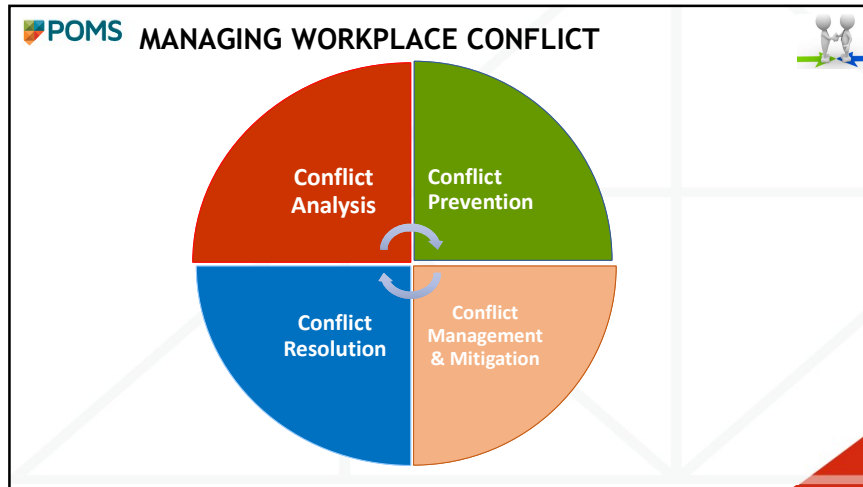 POMS MANAGING WORKPLACE CONFLICT
Conflict
Analysis
Conflict
Prevention
Conflict
Resolution
Conflict
Management
& Mitigation